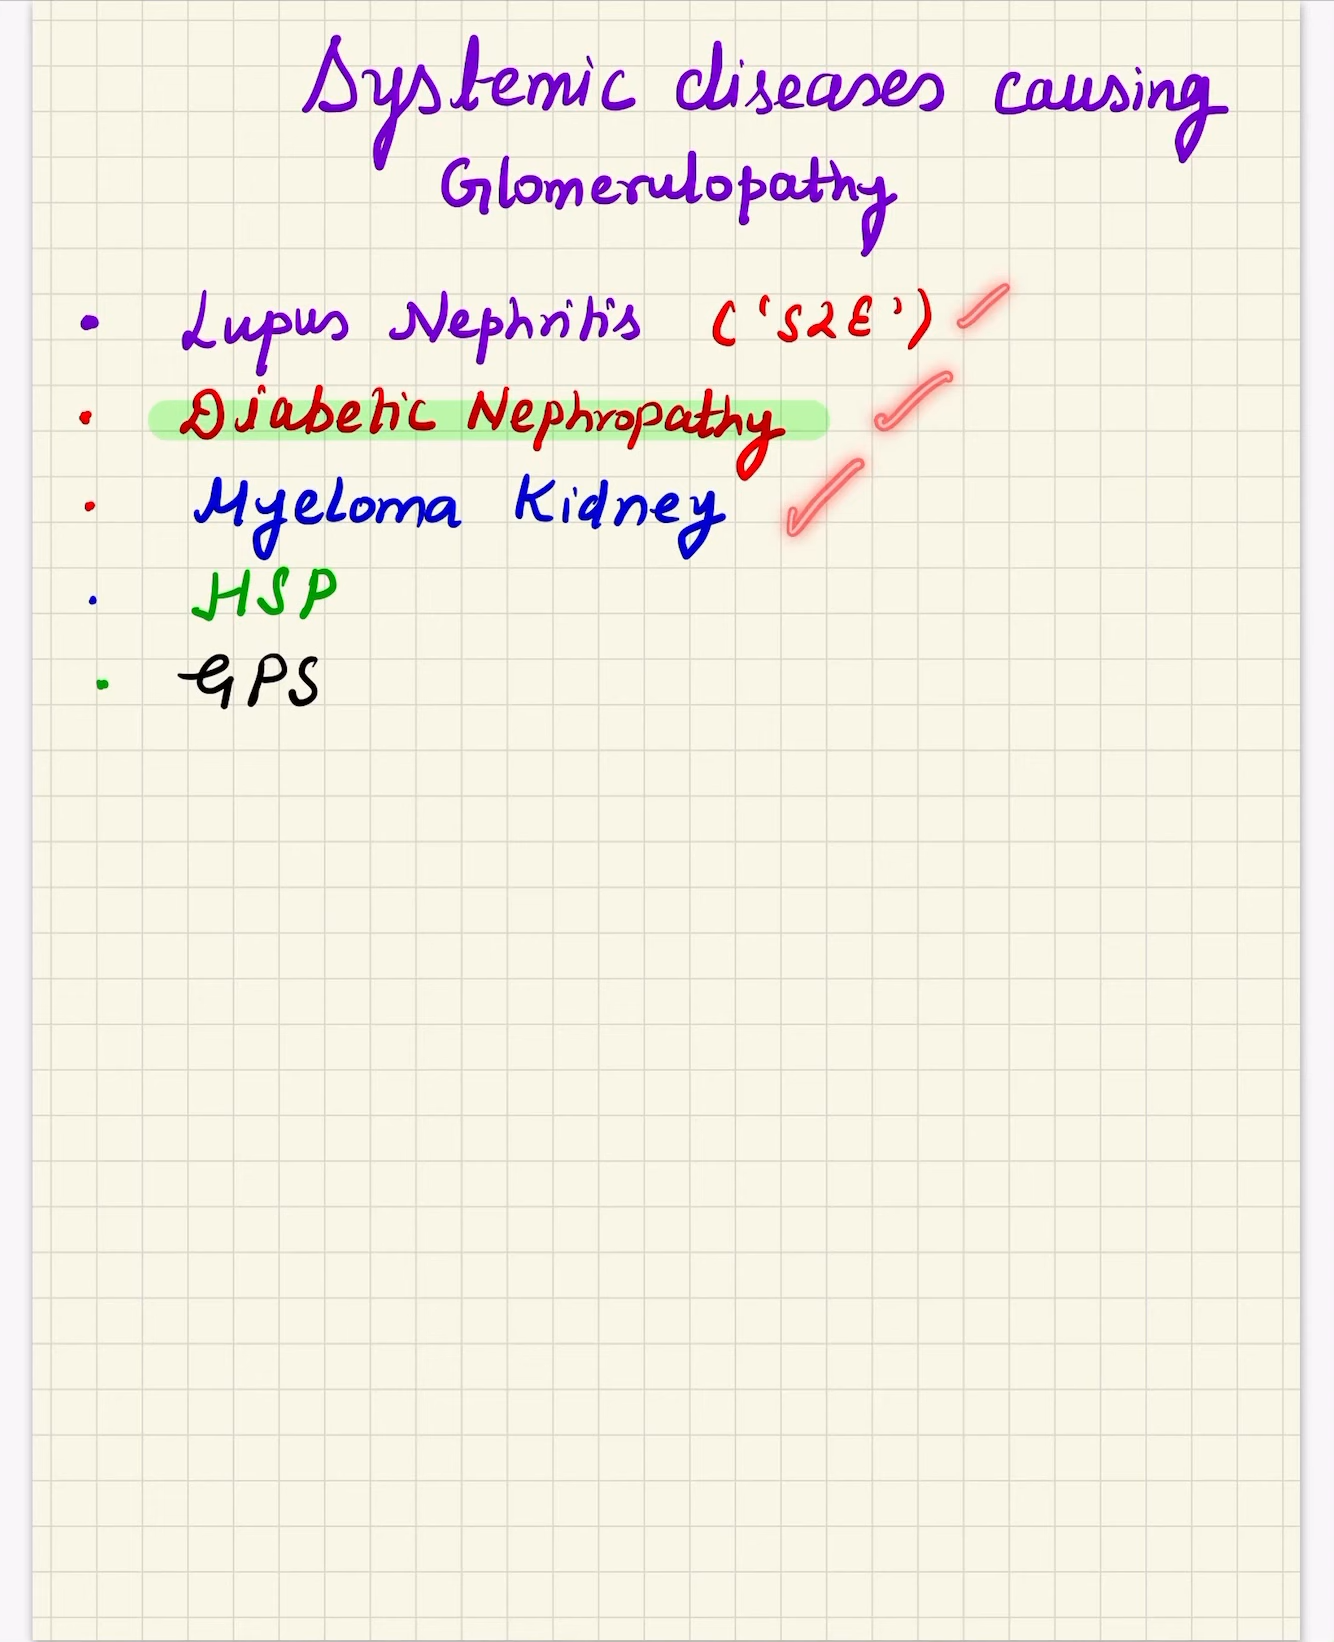 Systemic diseases causing
Glomerulopathy
• Lupus Nephritis ('S2E')
• Diabetic Nephropathy
• Myeloma Kidney
• HSP
• GPS